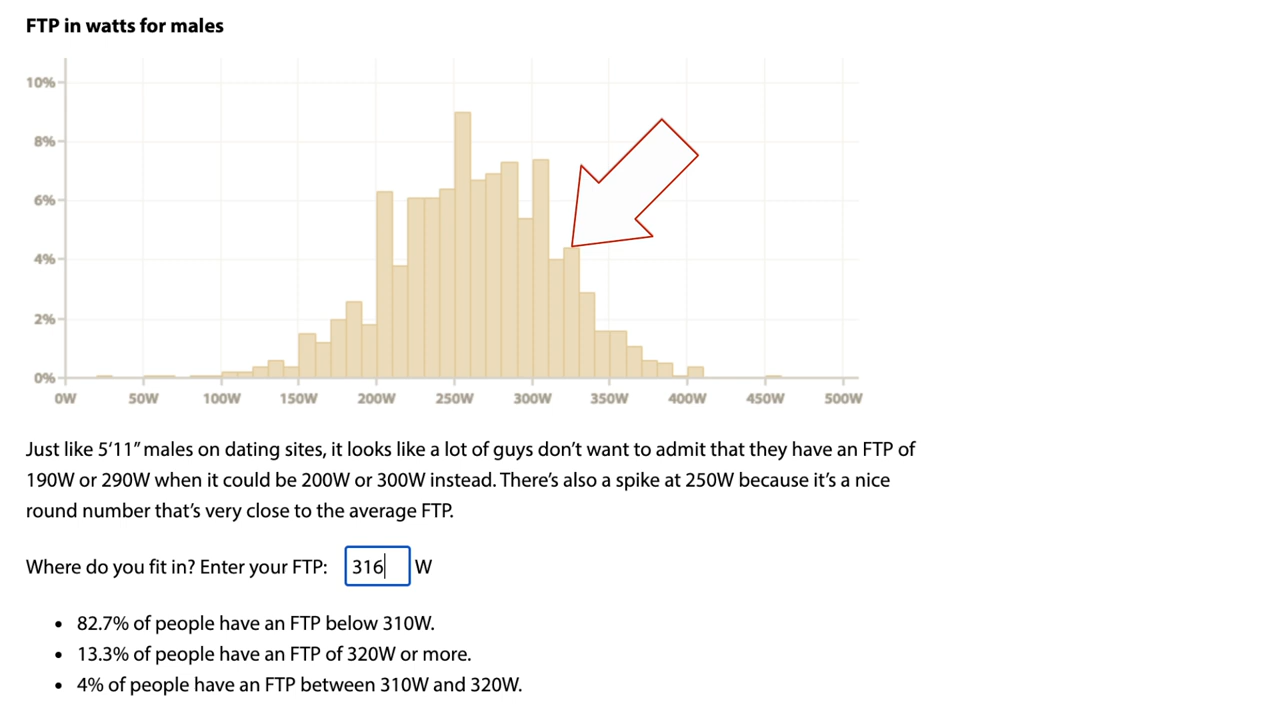 FTP in watts for males
10%
8%
6%
4%
2%
0%
0W 50W 100W 150W 200W 250W 300W 350W 400W 450W 500W
Just like 5‘11” males on dating sites, it looks like a lot of guys don’t want to admit that they have an FTP of
190W or 290W when it could be 200W or 300W instead. There’s also a spike at 250W because it’s a nice
round number that’s very close to the average FTP.
Where do you fit in? Enter your FTP: 316 W
• 82.7% of people have an FTP below 310W.
• 13.3% of people have an FTP of 320W or more.
• 4% of people have an FTP between 310W and 320W.